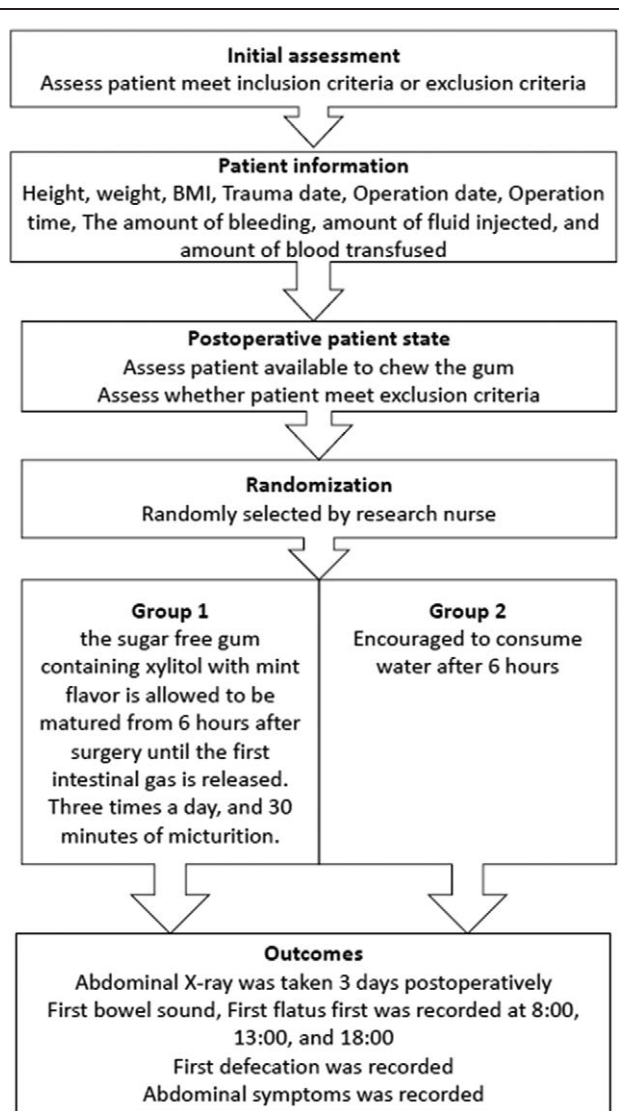 Initial assessment
Assess patient meet inclusion criteria or exclusion criteria
Patient information
Height, weight, BMI, Trauma date, Operation date, Operation
time, The amount of bleeding, amount of fluid injected, and
amount of blood transfused
Postoperative patient state
Assess patient available to chew the gum
Assess whether patient meet exclusion criteria
Randomization
Randomly selected by research nurse
Group 1
the sugar free gum
containing xylitol with mint
flavor is allowed to be
matured from 6 hours after
surgery until the first
intestinal gas is released.
Three times a day, and 30
minutes of micturition.
Group 2
Encouraged to consume
water after 6 hours
Outcomes
Abdominal X-ray was taken 3 days postoperatively
First bowel sound, First flatus first was recorded at 8:00,
13:00, and 18:00
First defecation was recorded
Abdominal symptoms was recorded